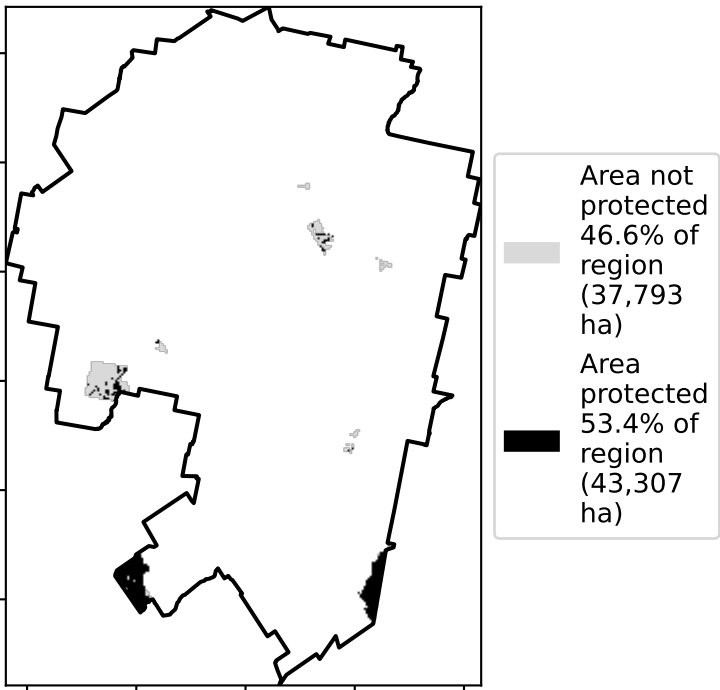 Area not
protected
46.6% of
region
(37,793
ha)
Area
protected
53.4% of
region
(43,307
ha)